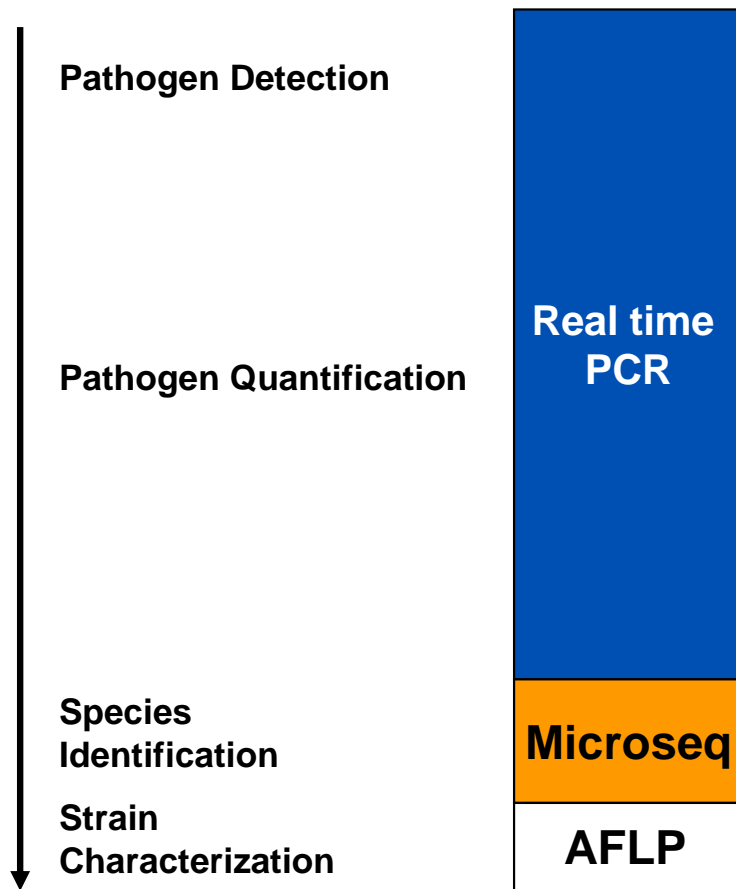 Pathogen Detection
Real time
PCR
Pathogen Quantification
Species
Identification
Microseq
Strain
Characterization
AFLP